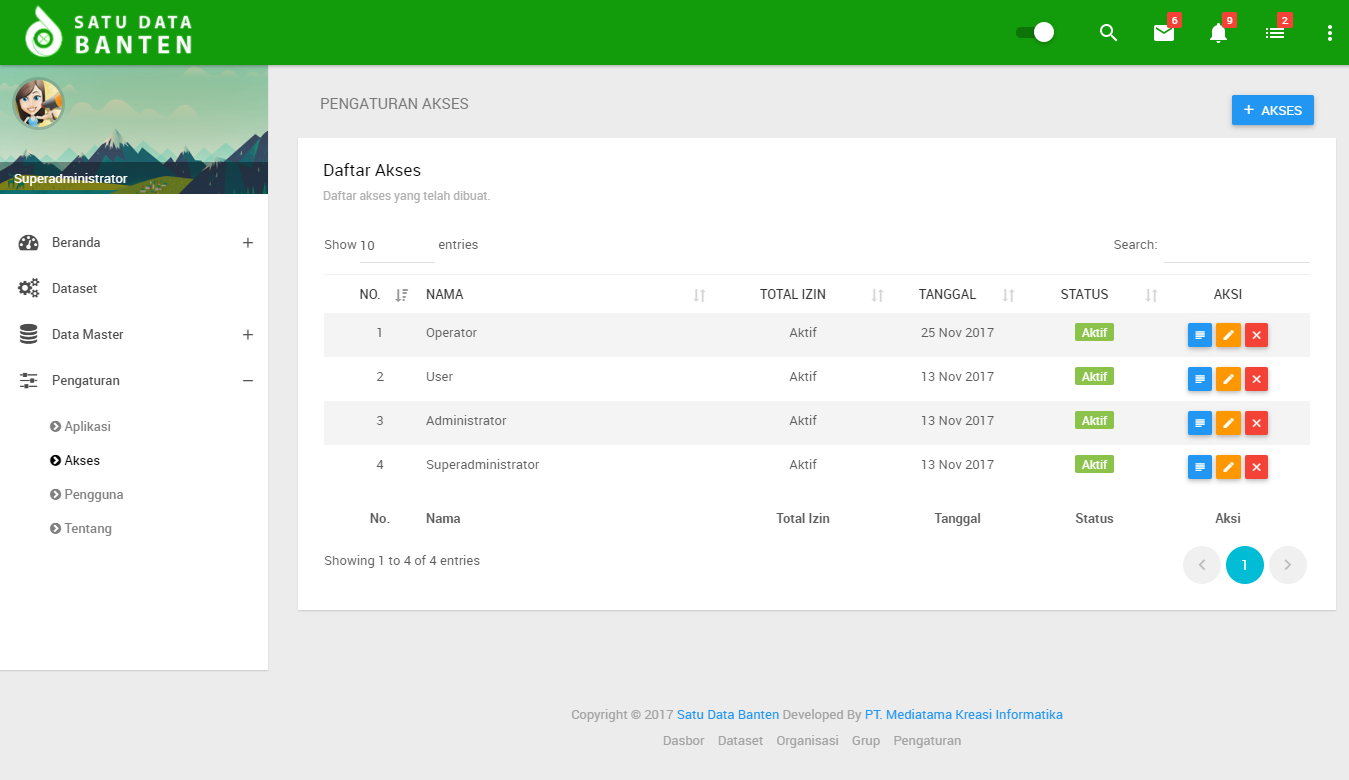 SATU DATA
BANTEN
6
9
2
Superadministrator
Beranda
Dataset
Data Master
Pengaturan
Aplikasi
Akses
Pengguna
Tentang
PENGATURAN AKSES
+ AKSES
Daftar Akses
Daftar akses yang telah dibuat.
Show 10 entries
Search:
NO. NAMA TOTAL IZIN TANGGAL STATUS AKSI
1 Operator Aktif 25 Nov 2017 Aktif
2 User Aktif 13 Nov 2017 Aktif
3 Administrator Aktif 13 Nov 2017 Aktif
4 Superadministrator Aktif 13 Nov 2017 Aktif
No. Nama Total Izin Tanggal Status Aksi
Showing 1 to 4 of 4 entries
1
Copyright © 2017 Satu Data Banten Developed By PT. Mediatama Kreasi Informatika
Dasbor Dataset Organisasi Grup Pengaturan